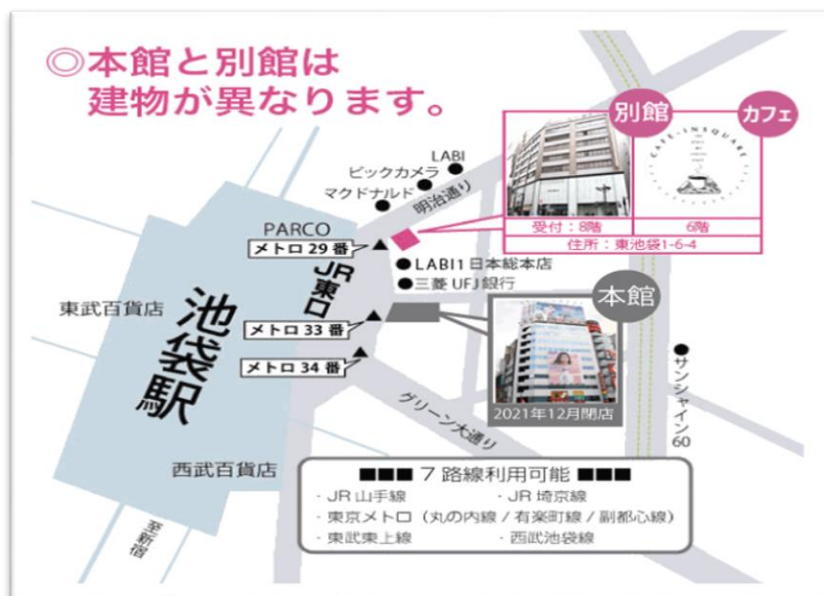 ◎本館と別館は
建物が異なります。
別館
カフェ
CAFE-INSQUARE
受付：8階
6階
住所：東池袋1-6-4
LABI
ビックカメラ
マクドナルド
明治通り
PARCO
メトロ 29 番
JR東口
LABI1 日本総本店
三菱 UFJ 銀行
本館
東武百貨店
池袋駅
メトロ 33 番
メトロ 34 番
2021年12月閉店
サンシャイン60
グリーン大通り
西武百貨店
至新宿
■■■ 7 路線利用可能 ■■■
・JR 山手線
・JR 埼京線
・東京メトロ（丸の内線 / 有楽町線 / 副都心線）
・東武東上線
・西武池袋線